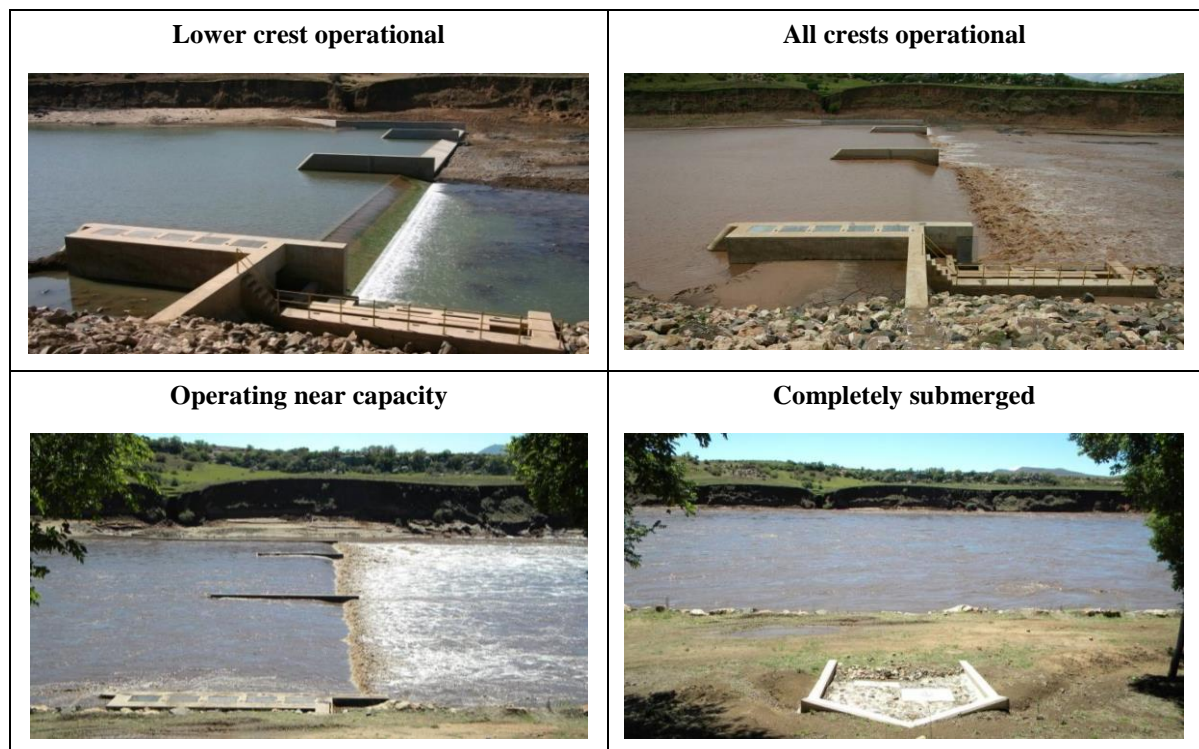 Lower crest operational
All crests operational
Operating near capacity
Completely submerged